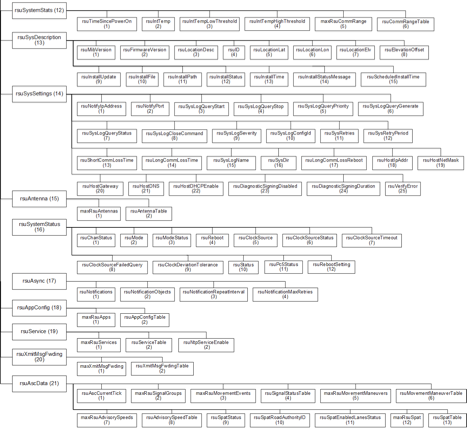 rsuSystemStats (12)
rsuTimeSincePowerOn
(1)
rsuIntTemp
(2)
rsuIntTempLowThreshold
(3)
rsuIntTempHighThreshold
(4)
maxRsuCommRange
(5)
rsuCommRangeTable
(6)
rsuSysDescription
(13)
rsuMibVersion
(1)
rsuFirmwareVersion
(2)
rsuLocationDesc
(3)
rsuID
(4)
rsuLocationLat
(5)
rsuLocationLon
(6)
rsuLocationElv
(7)
rsuElevationOffset
(8)
rsuInstallUpdate
(9)
rsuInstallFile
(10)
rsuInstallPath
(11)
rsuInstallStatus
(12)
rsuInstallTime
(13)
rsuInstallStatusMessage
(14)
rsuScheduledInstallTime
(15)
rsuSysSettings (14)
rsuNotifyIpAddress
(1)
rsuNotifyPort
(2)
rsuSysLogQueryStart
(3)
rsuSysLogQueryStop
(4)
rsuSysLogQueryPriority
(5)
rsuSysLogQueryGenerate
(6)
rsuSysLogQueryStatus
(7)
rsuSysLogCloseCommand
(8)
rsuSysLogSeverity
(9)
rsuSysLogConfigId
(10)
rsuSysRetries
(11)
rsuSysRetryPeriod
(12)
rsuShortCommLossTime
(13)
rsuLongCommLossTime
(14)
rsuSysLogName
(15)
rsuSysDir
(16)
rsuLongCommLossReboot
(17)
rsuHostIpAddr
(18)
rsuHostNetMask
(19)
rsuHostGateway
(20)
rsuHostDNS
(21)
rsuHostDHCPEnable
(22)
rsuDiagnosticSigningDisabled
(23)
rsuDiagnosticSigningDuration
(24)
rsuVerifyError
(25)
rsuAntenna (15)
maxRsuAntennas
(1)
rsuAntennaTable
(2)
rsuSystemStatus
(16)
rsuChanStatus
(1)
rsuMode
(2)
rsuModeStatus
(3)
rsuReboot
(4)
rsuClockSource
(5)
rsuClockSourceStatus
(6)
rsuClockSourceTimeout
(7)
rsuClockSourceFailedQuery
(8)
rsuClockDeviationTolerance
(9)
rsuStatus
(10)
rsuPc5Status
(11)
rsuRebootSetting
(12)
rsuAsync (17)
rsuNotifications
(1)
rsuNotificationObjects
(2)
rsuNotificationRepeatInterval
(3)
rsuNotificationMaxRetries
(4)
rsuAppConfig (18)
maxRsuApps
(1)
rsuAppConfigTable
(2)
rsuService (19)
maxRsuServices
(1)
rsuServiceTable
(2)
rsuNtpServiceEnable
(2)
rsuXmitMsgFwding
(20)
maxXmitMsgFwding
(1)
rsuXmitMsgFwdingTable
(2)
rsuAscData (21)
rsuAscCurrentTick
(1)
maxRsuSignalGroups
(2)
maxRsuMovementEvents
(3)
rsuSignalStatusTable
(4)
maxRsuMovementManeuvers
(5)
rsuMovementManeuverTable
(6)
maxRsuAdvisorySpeeds
(7)
rsuAdvisorySpeedTable
(8)
rsuSpatStatus
(9)
rsuSpatRoadAuthorityID
(10)
rsuSpatEnabledLanesStatus
(11)
maxRsuSpat
(12)
rsuSpatTable
(13)